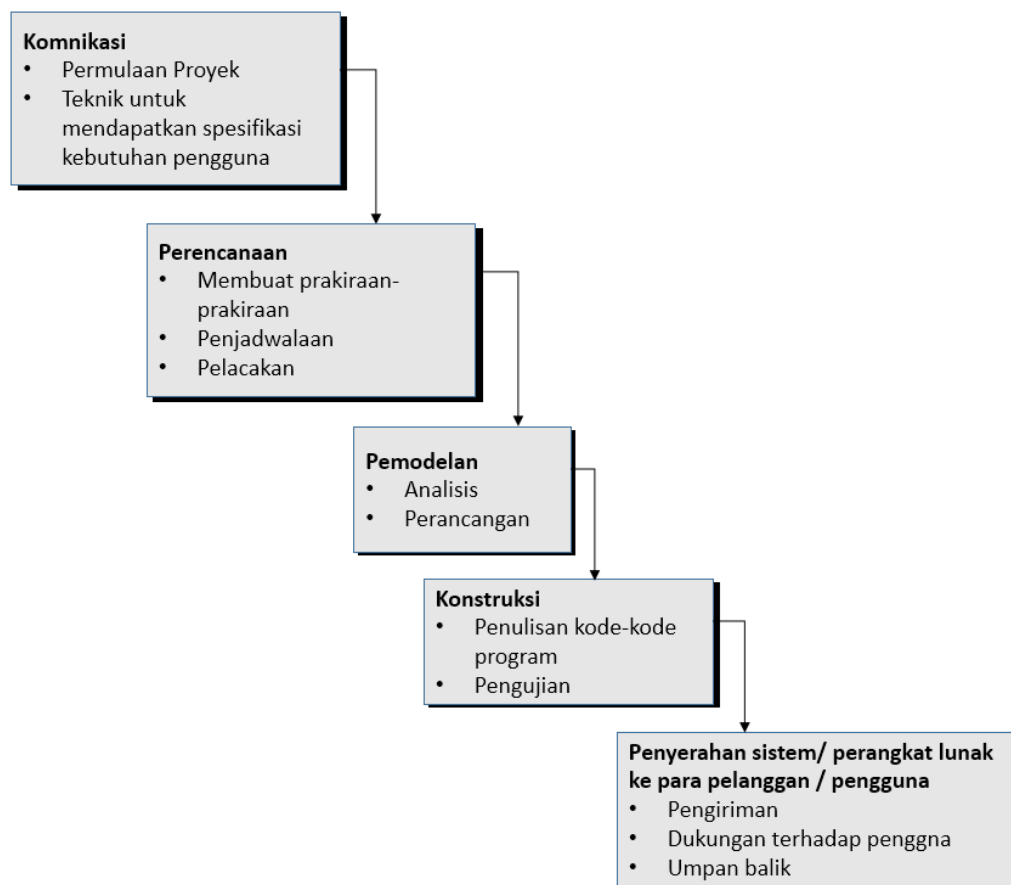 Komnikasi
• Permulaan Proyek
• Teknik untuk
mendapatkan spesifikasi
kebutuhan pengguna
Perencanaan
• Membuat prakiraan-
prakiraan
• Penjadwalaan
• Pelacakan
Pemodelan
• Analisis
• Perancangan
Konstruksi
• Penulisan kode-kode
program
• Pengujian
Penyerahan sistem/ perangkat lunak
ke para pelanggan / pengguna
• Pengiriman
• Dukungan terhadap penggna
• Umpan balik